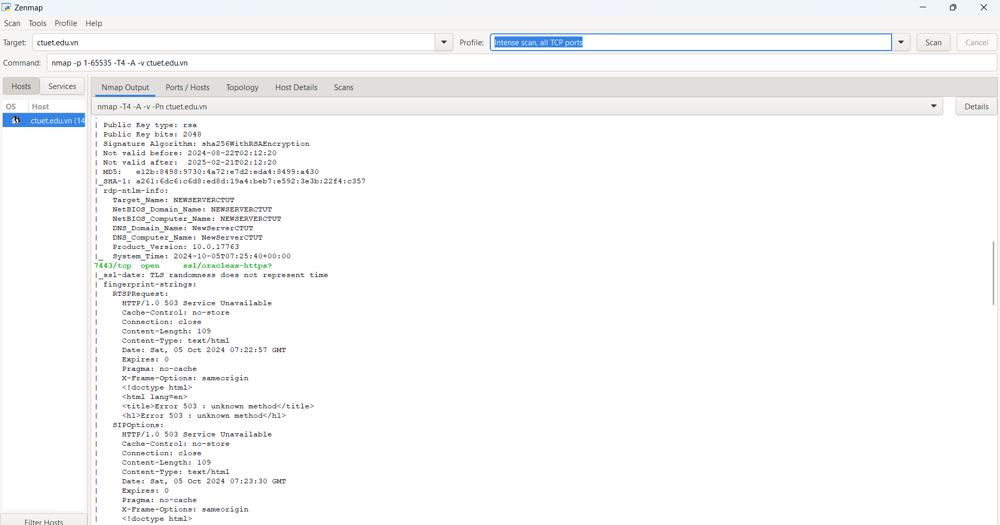 Zenmap
Scan Tools Profile Help
Target: ctuet.edu.vn Profile: Intense scan, all TCP ports Scan Cancel
Command: nmap -p 1-65535 -T4 -A -v ctuet.edu.vn
Hosts Services Nmap Output Ports / Hosts Topology Host Details Scans
OS Host nmap -T4 -A -v -Pn ctuet.edu.vn Details
ctuet.edu.vn (14
| Public Key type: rsa
| Public Key bits: 2048
| Signature Algorithm: sha256WithRSAEncryption
| Not valid before: 2024-08-22T02:12:20
| Not valid after:  2025-02-21T02:12:20
| MD5:   e12b:8498:9730:4a72:e7d2:eda4:8499:a430
|_SHA-1: a261:6dc6:c6d8:ed8d:19a4:beb7:e592:3e3b:22f4:c357
| rdp-ntlm-info:
|   Target_Name: NEWSERVERCTUT
|   NetBIOS_Domain_Name: NEWSERVERCTUT
|   NetBIOS_Computer_Name: NEWSERVERCTUT
|   DNS_Domain_Name: NewServerCTUT
|   DNS_Computer_Name: NewServerCTUT
|   Product_Version: 10.0.17763
|_  System_Time: 2024-10-05T07:25:40+00:00
7443/tcp  open     ssl/oracleas-https?
|_ssl-date: TLS randomness does not represent time
| fingerprint-strings:
|   RTSPRequest:
|     HTTP/1.0 503 Service Unavailable
|     Cache-Control: no-store
|     Connection: close
|     Content-Length: 109
|     Content-Type: text/html
|     Date: Sat, 05 Oct 2024 07:22:57 GMT
|     Expires: 0
|     Pragma: no-cache
|     X-Frame-Options: sameorigin
|     <!doctype html>
|     <html lang=en>
|     <title>Error 503 : unknown method</title>
|     <h1>Error 503 : unknown method</h1>
|   SIPOptions:
|     HTTP/1.0 503 Service Unavailable
|     Cache-Control: no-store
|     Connection: close
|     Content-Length: 109
|     Content-Type: text/html
|     Date: Sat, 05 Oct 2024 07:23:30 GMT
|     Expires: 0
|     Pragma: no-cache
|     X-Frame-Options: sameorigin
|     <!doctype html>
Filter Hosts